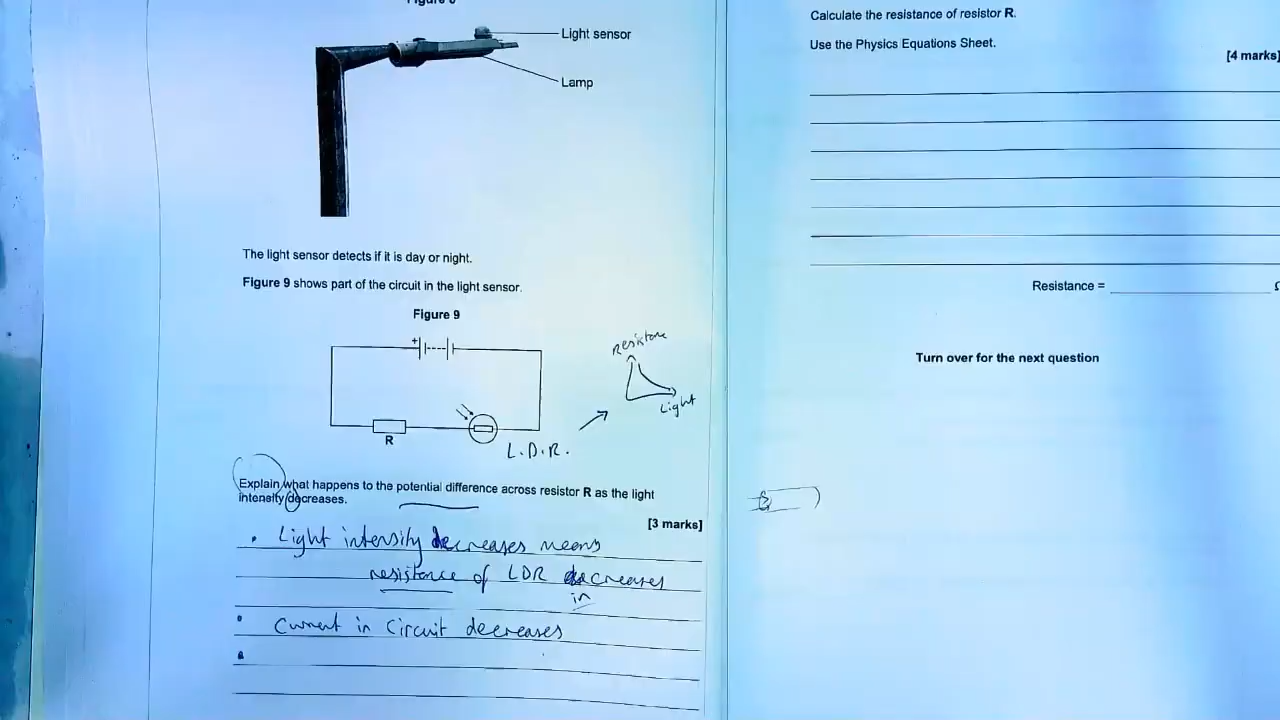 Light sensor
Lamp
The light sensor detects if it is day or night.
Figure 9 shows part of the circuit in the light sensor.
Figure 9
+
R
L.D.R.
Resistance
Light
Explain what happens to the potential difference across resistor R as the light
intensity decreases.
[3 marks]
• Light intensity decreases means
resistance of LDR decreases
in
• Current in circuit decreases
•
Calculate the resistance of resistor R.
Use the Physics Equations Sheet.
[4 marks]
Resistance =
Turn over for the next question